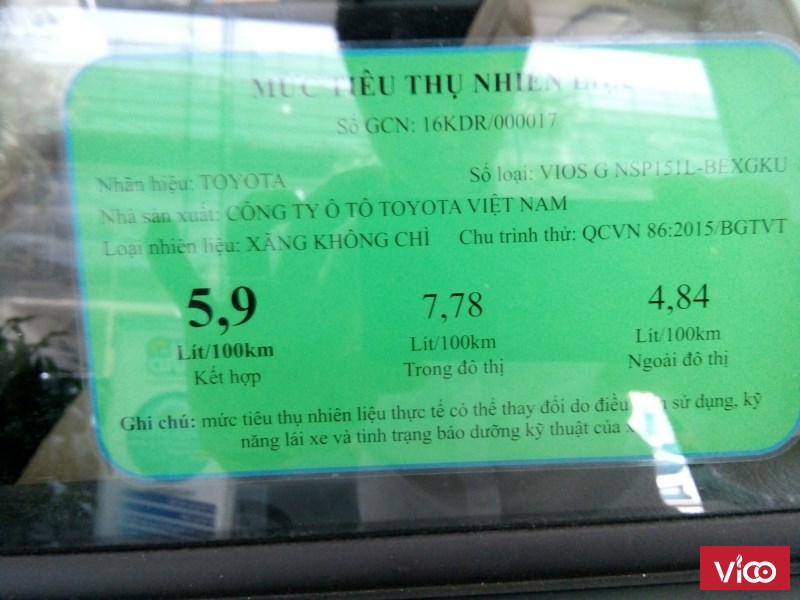 MỨC TIÊU THỤ NHIÊN
Số GCN: 16KDR/000017
Nhãn hiệu: TOYOTA Số loại: VIOS G NSP151L-BEXGKU
Nhà sản xuất: CÔNG TY Ô TÔ TOYOTA VIỆT NAM
Loại nhiên liệu: XĂNG KHÔNG CHÌ Chu trình thử: QCVN 86:2015/BGTVT
5,9 7,78 4,84
Lít/100km Lít/100km Lít/100km
Kết hợp Trong đô thị Ngoài đô thị
Ghi chú: mức tiêu thụ nhiên liệu thực tế có thể thay đổi do điều sử dụng, kỹ
năng lái xe và tình trạng bảo dưỡng kỹ thuật của
Vico